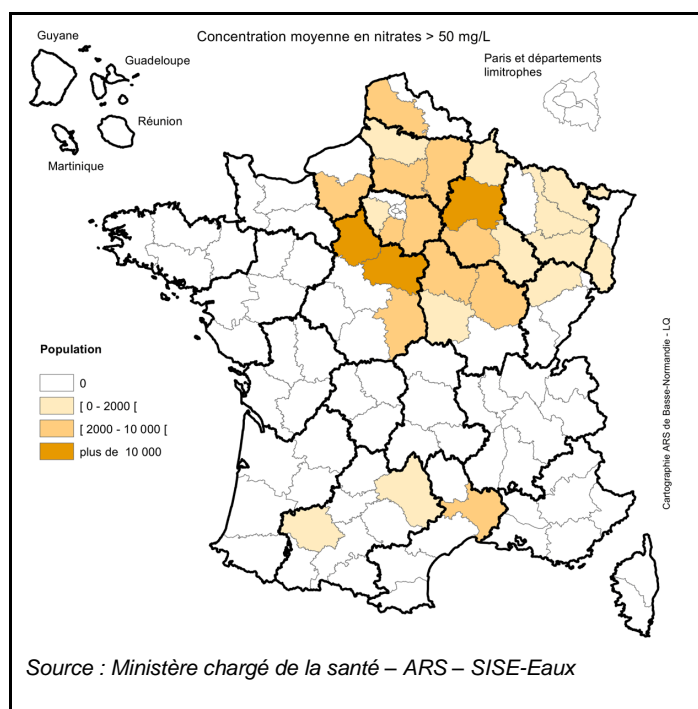 Concentration moyenne en nitrates > 50 mg/L
Guyane
Guadeloupe
Réunion
Martinique
Paris et départements
limitrophes
Population
0
[ 0 - 2000 [
[ 2000 - 10 000 [
plus de 10 000
Cartographie ARS de Basse-Normandie - LQ
Source : Ministère chargé de la santé – ARS – SISE-Eaux